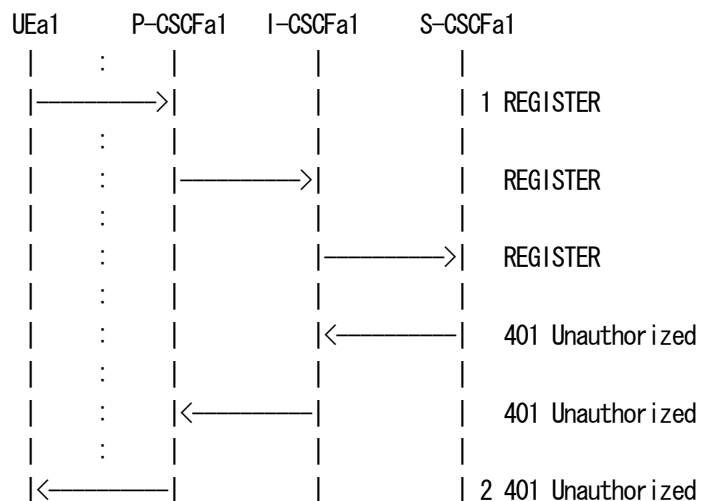 UEa1 P-CSCFa1 I-CSCFa1 S-CSCFa1
1 REGISTER
REGISTER
REGISTER
401 Unauthorized
401 Unauthorized
2 401 Unauthorized